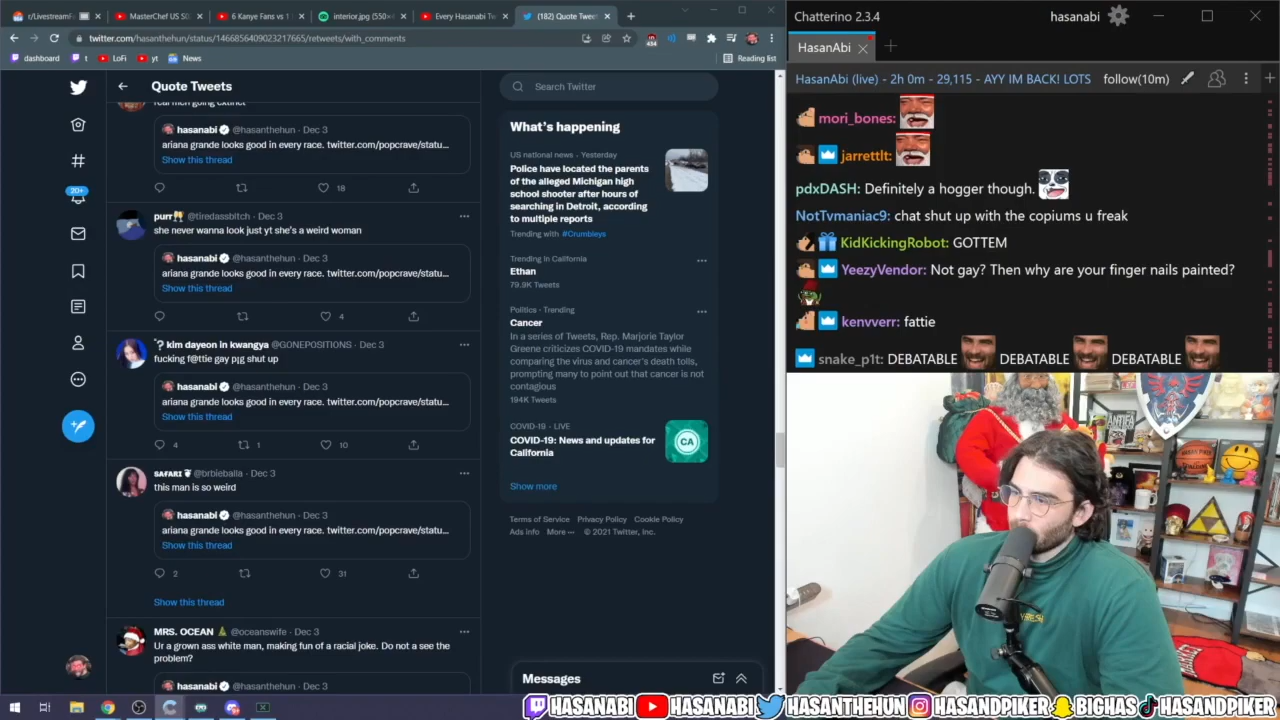 r/LivestreamF
MasterChef US S0
6 Kanye Fans vs 1
interior.jpg (550×
Every Hasanabi Tw
(182) Quote Twee
twitter.com/hasanthehun/status/1466856409023217665/retweets/with_comments
434
dashboard
t
LoFi
yt
News
Reading list
Quote Tweets
Search Twitter
20+
real men going extinct
hasanabi @hasanthehun · Dec 3
ariana grande looks good in every race. twitter.com/popcrave/statu...
Show this thread
18
purr @tiredassbitch · Dec 3
she never wanna look just yt she's a weird woman
hasanabi @hasanthehun · Dec 3
ariana grande looks good in every race. twitter.com/popcrave/statu...
Show this thread
4
kim dayeon in kwangya @GONEPOSITIONS · Dec 3
fucking f@ttie gay pjg shut up
hasanabi @hasanthehun · Dec 3
ariana grande looks good in every race. twitter.com/popcrave/statu...
Show this thread
4 1 10
SAFARI @brbieballa · Dec 3
this man is so weird
hasanabi @hasanthehun · Dec 3
ariana grande looks good in every race. twitter.com/popcrave/statu...
Show this thread
2 31
Show this thread
MRS. OCEAN @oceanswife · Dec 3
Ur a grown ass white man, making fun of a racial joke. Do not a see the
problem?
hasanabi @hasanthehun · Dec 3
What's happening
US national news · Yesterday
Police have located the parents
of the alleged Michigan high
school shooter after hours of
searching in Detroit, according
to multiple reports
Trending with #Crumbleys
Trending in California
Ethan
79.9K Tweets
Politics · Trending
Cancer
In a series of Tweets, Rep. Marjorie Taylor
Greene criticizes COVID-19 mandates while
comparing the virus and cancer's death tolls,
prompting many to point out that cancer is not
contagious
194K Tweets
COVID-19 · LIVE
COVID-19: News and updates for
California
CA
Show more
Terms of Service Privacy Policy Cookie Policy
Ads info More ··· © 2021 Twitter, Inc.
Messages
Chatterino 2.3.4
hasanabi
HasanAbi
HasanAbi (live) - 2h 0m - 29,115 - AYY IM BACK! LOTS
follow(10m)
mori_bones:
jarrettlt:
pdxDASH: Definitely a hogger though.
NotTvmaniac9: chat shut up with the copiums u freak
KidKickingRobot: GOTTEM
YeezyVendor: Not gay? Then why are your finger nails painted?
kenvverr: fattie
snake_p1t: DEBATABLE DEBATABLE DEBATABLE
ANTIFA
HASANABI HASANABI HASANTHEHUN HASANDPIKER BIGHAS HASANDPIKER